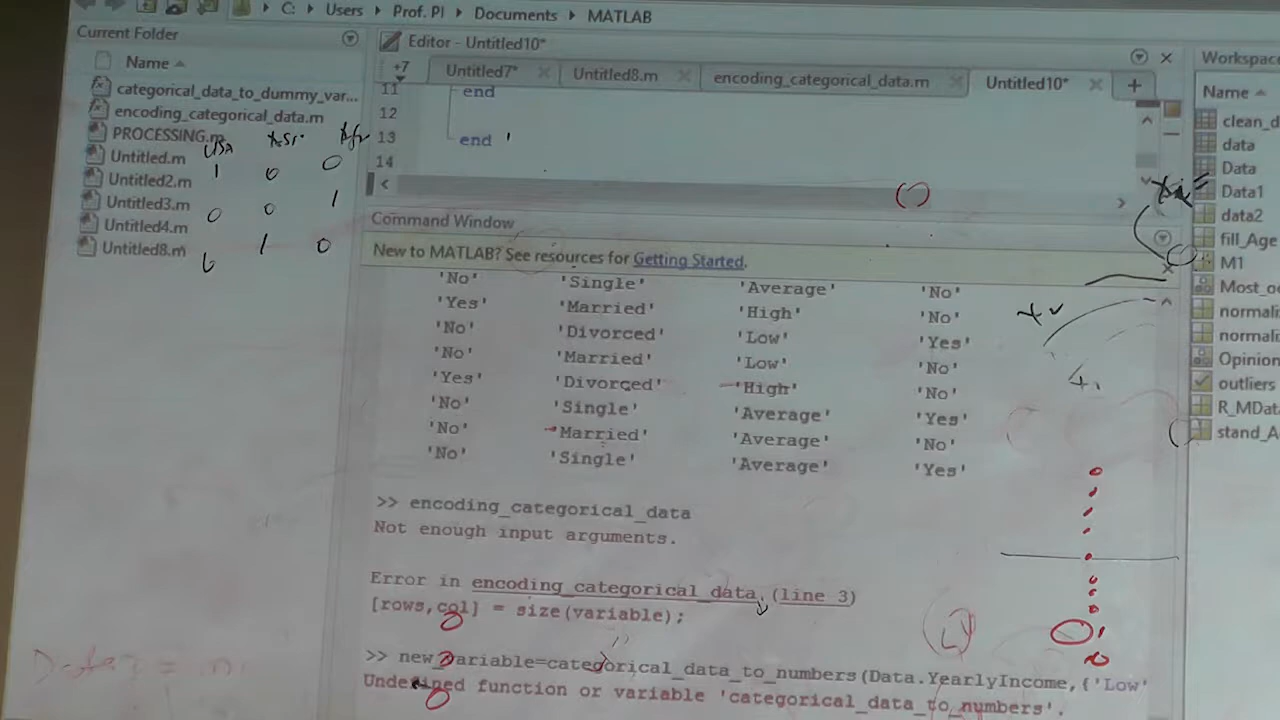 C: Users Prof. PI Documents MATLAB
Current Folder
Name
categorical_data_to_dummy_var...
encoding_categorical_data.m
PROCESSING.m
Untitled.m
Untitled2.m
Untitled3.m
Untitled4.m
Untitled8.m
1 0 0
0 0 1
0 1 0
Editor - Untitled10*
+7 Untitled7* Untitled8.m encoding_categorical_data.m Untitled10* +
11 end
12
13 end '
14
Command Window
New to MATLAB? See resources for Getting Started.
'No' 'Single' 'Average' 'No'
'Yes' 'Married' 'High' 'No'
'No' 'Divorced' 'Low' 'Yes'
'No' 'Married' 'Low' 'No'
'Yes' 'Divorced' 'High' 'No'
'No' 'Single' 'Average' 'Yes'
'No' 'Married' 'Average' 'No'
'No' 'Single' 'Average' 'Yes'
>> encoding_categorical_data
Not enough input arguments.
Error in encoding_categorical_data (line 3)
[rows,col] = size(variable);
>> new_variable=categorical_data_to_numbers(Data.YearlyIncome,{'Low'
Undefined function or variable 'categorical_data_to_numbers'.
Workspace
Name
clean_d
data
Data
Data1
data2
fill_Age
M1
Most_o
normali
normali
Opinion
outliers
R_MDat
stand_A